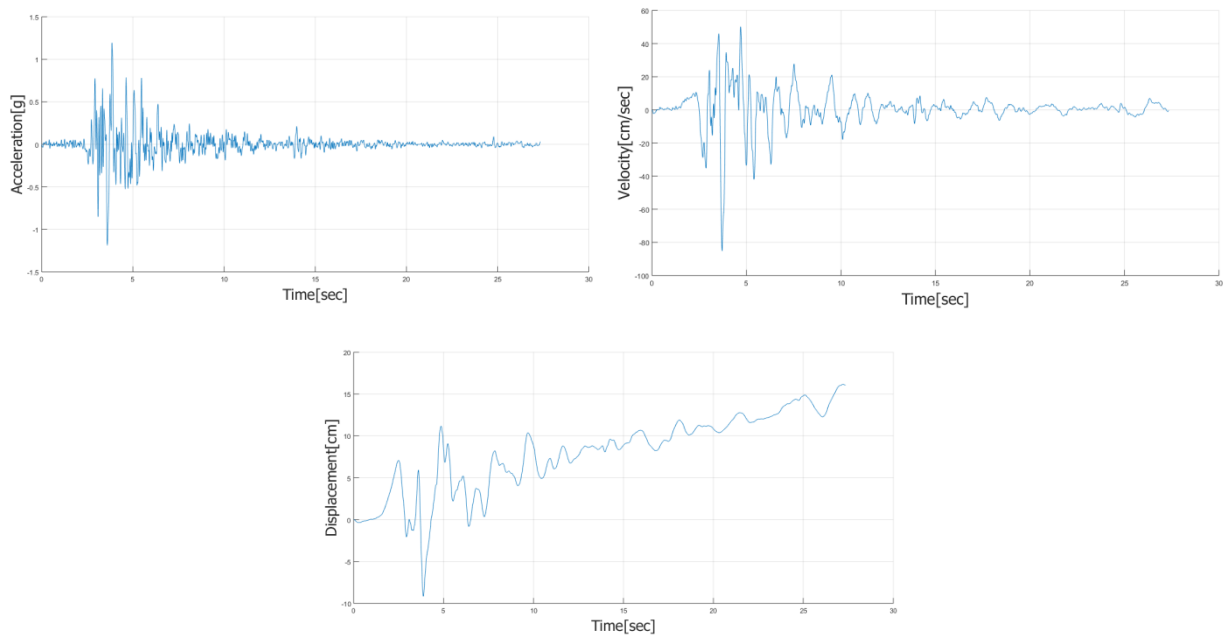 1.5
1
0.5
0
-0.5
-1
-1.5
Acceleration[g]
0 5 10 15 20 25 30
Time[sec]
60
40
20
0
-20
-40
-60
-80
-100
Velocity[cm/sec]
0 5 10 15 20 25 30
Time[sec]
20
15
10
5
0
-5
-10
Displacement[cm]
0 5 10 15 20 25 30
Time[sec]